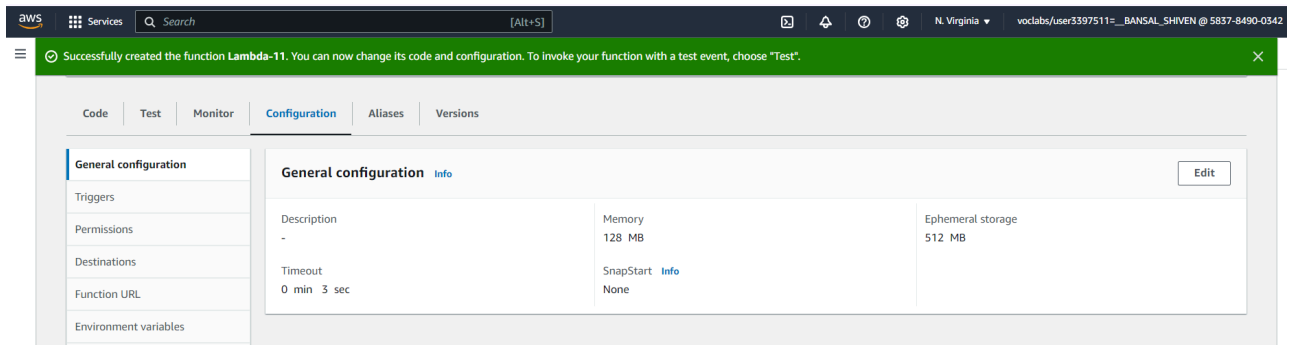 aws Services Search [Alt+S] N. Virginia voclabs/user3397511=__BANSAL_SHIVEN @ 5837-8490-0342
Successfully created the function Lambda-11. You can now change its code and configuration. To invoke your function with a test event, choose "Test".
Code Test Monitor Configuration Aliases Versions
General configuration
Triggers
Permissions
Destinations
Function URL
Environment variables
General configuration Info Edit
Description
-
Memory
128 MB
Ephemeral storage
512 MB
Timeout
0 min 3 sec
SnapStart Info
None